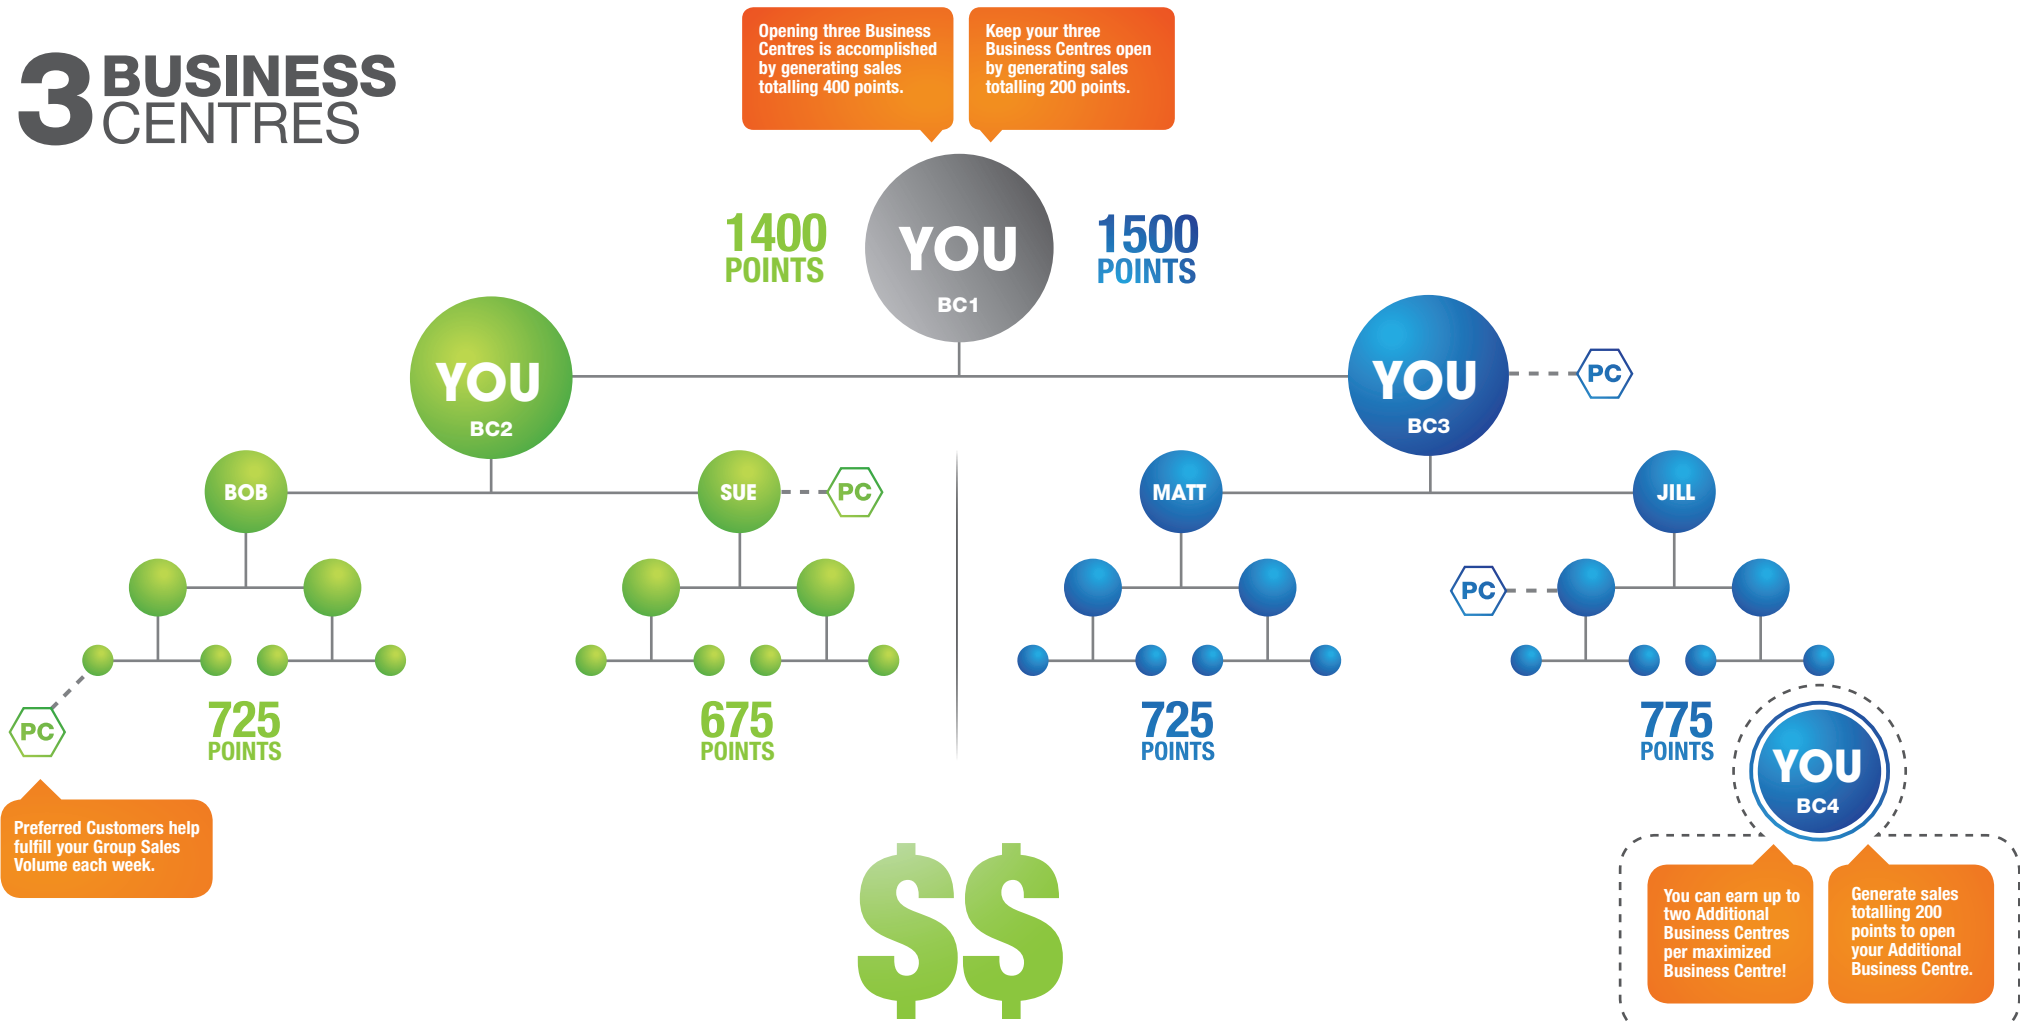 3 BUSINESS
CENTRES
Opening three Business
Centres is accomplished
by generating sales
totalling 400 points.
Keep your three
Business Centres open
by generating sales
totalling 200 points.
1400
POINTS
YOU
BC1
1500
POINTS
YOU
BC2
YOU
BC3
PC
BOB
SUE
PC
MATT
JILL
PC
PC
725
POINTS
675
POINTS
725
POINTS
775
POINTS
YOU
BC4
Preferred Customers help
fulfill your Group Sales
Volume each week.
$$
You can earn up to
two Additional
Business Centres
per maximized
Business Centre!
Generate sales
totalling 200
points to open
your Additional
Business Centre.